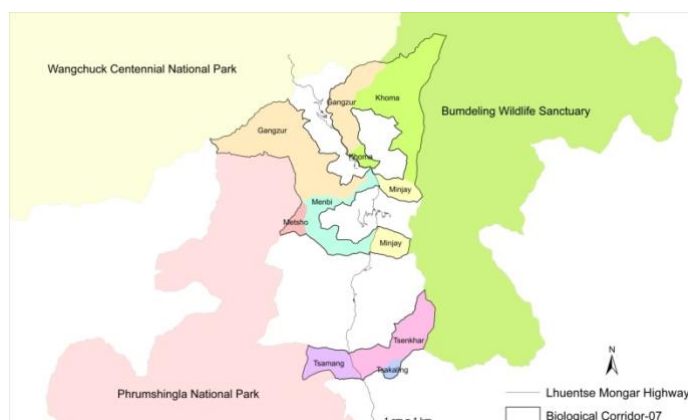 Wangchuck Centennial National Park
Gangzur
Khoma
Bumdeling Wildlife Sanctuary
Gangzur
Khoma
Minjay
Menbi
Metsho
Minjay
Tsenkhar
Tsamang
Tsakaling
Phrumshingla National Park
N
Lhuentse Mongar Highway
Biological Corridor-07